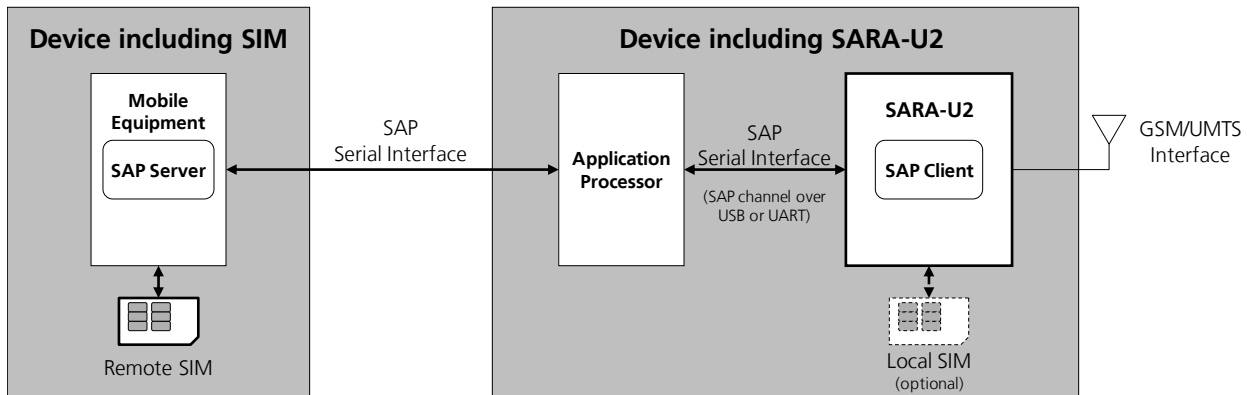 Device including SIM
Mobile
Equipment
SAP Server
Remote SIM
SAP
Serial Interface
Device including SARA-U2
Application
Processor
SAP
Serial Interface
(SAP channel over
USB or UART)
SARA-U2
SAP Client
Local SIM
(optional)
GSM/UMTS
Interface